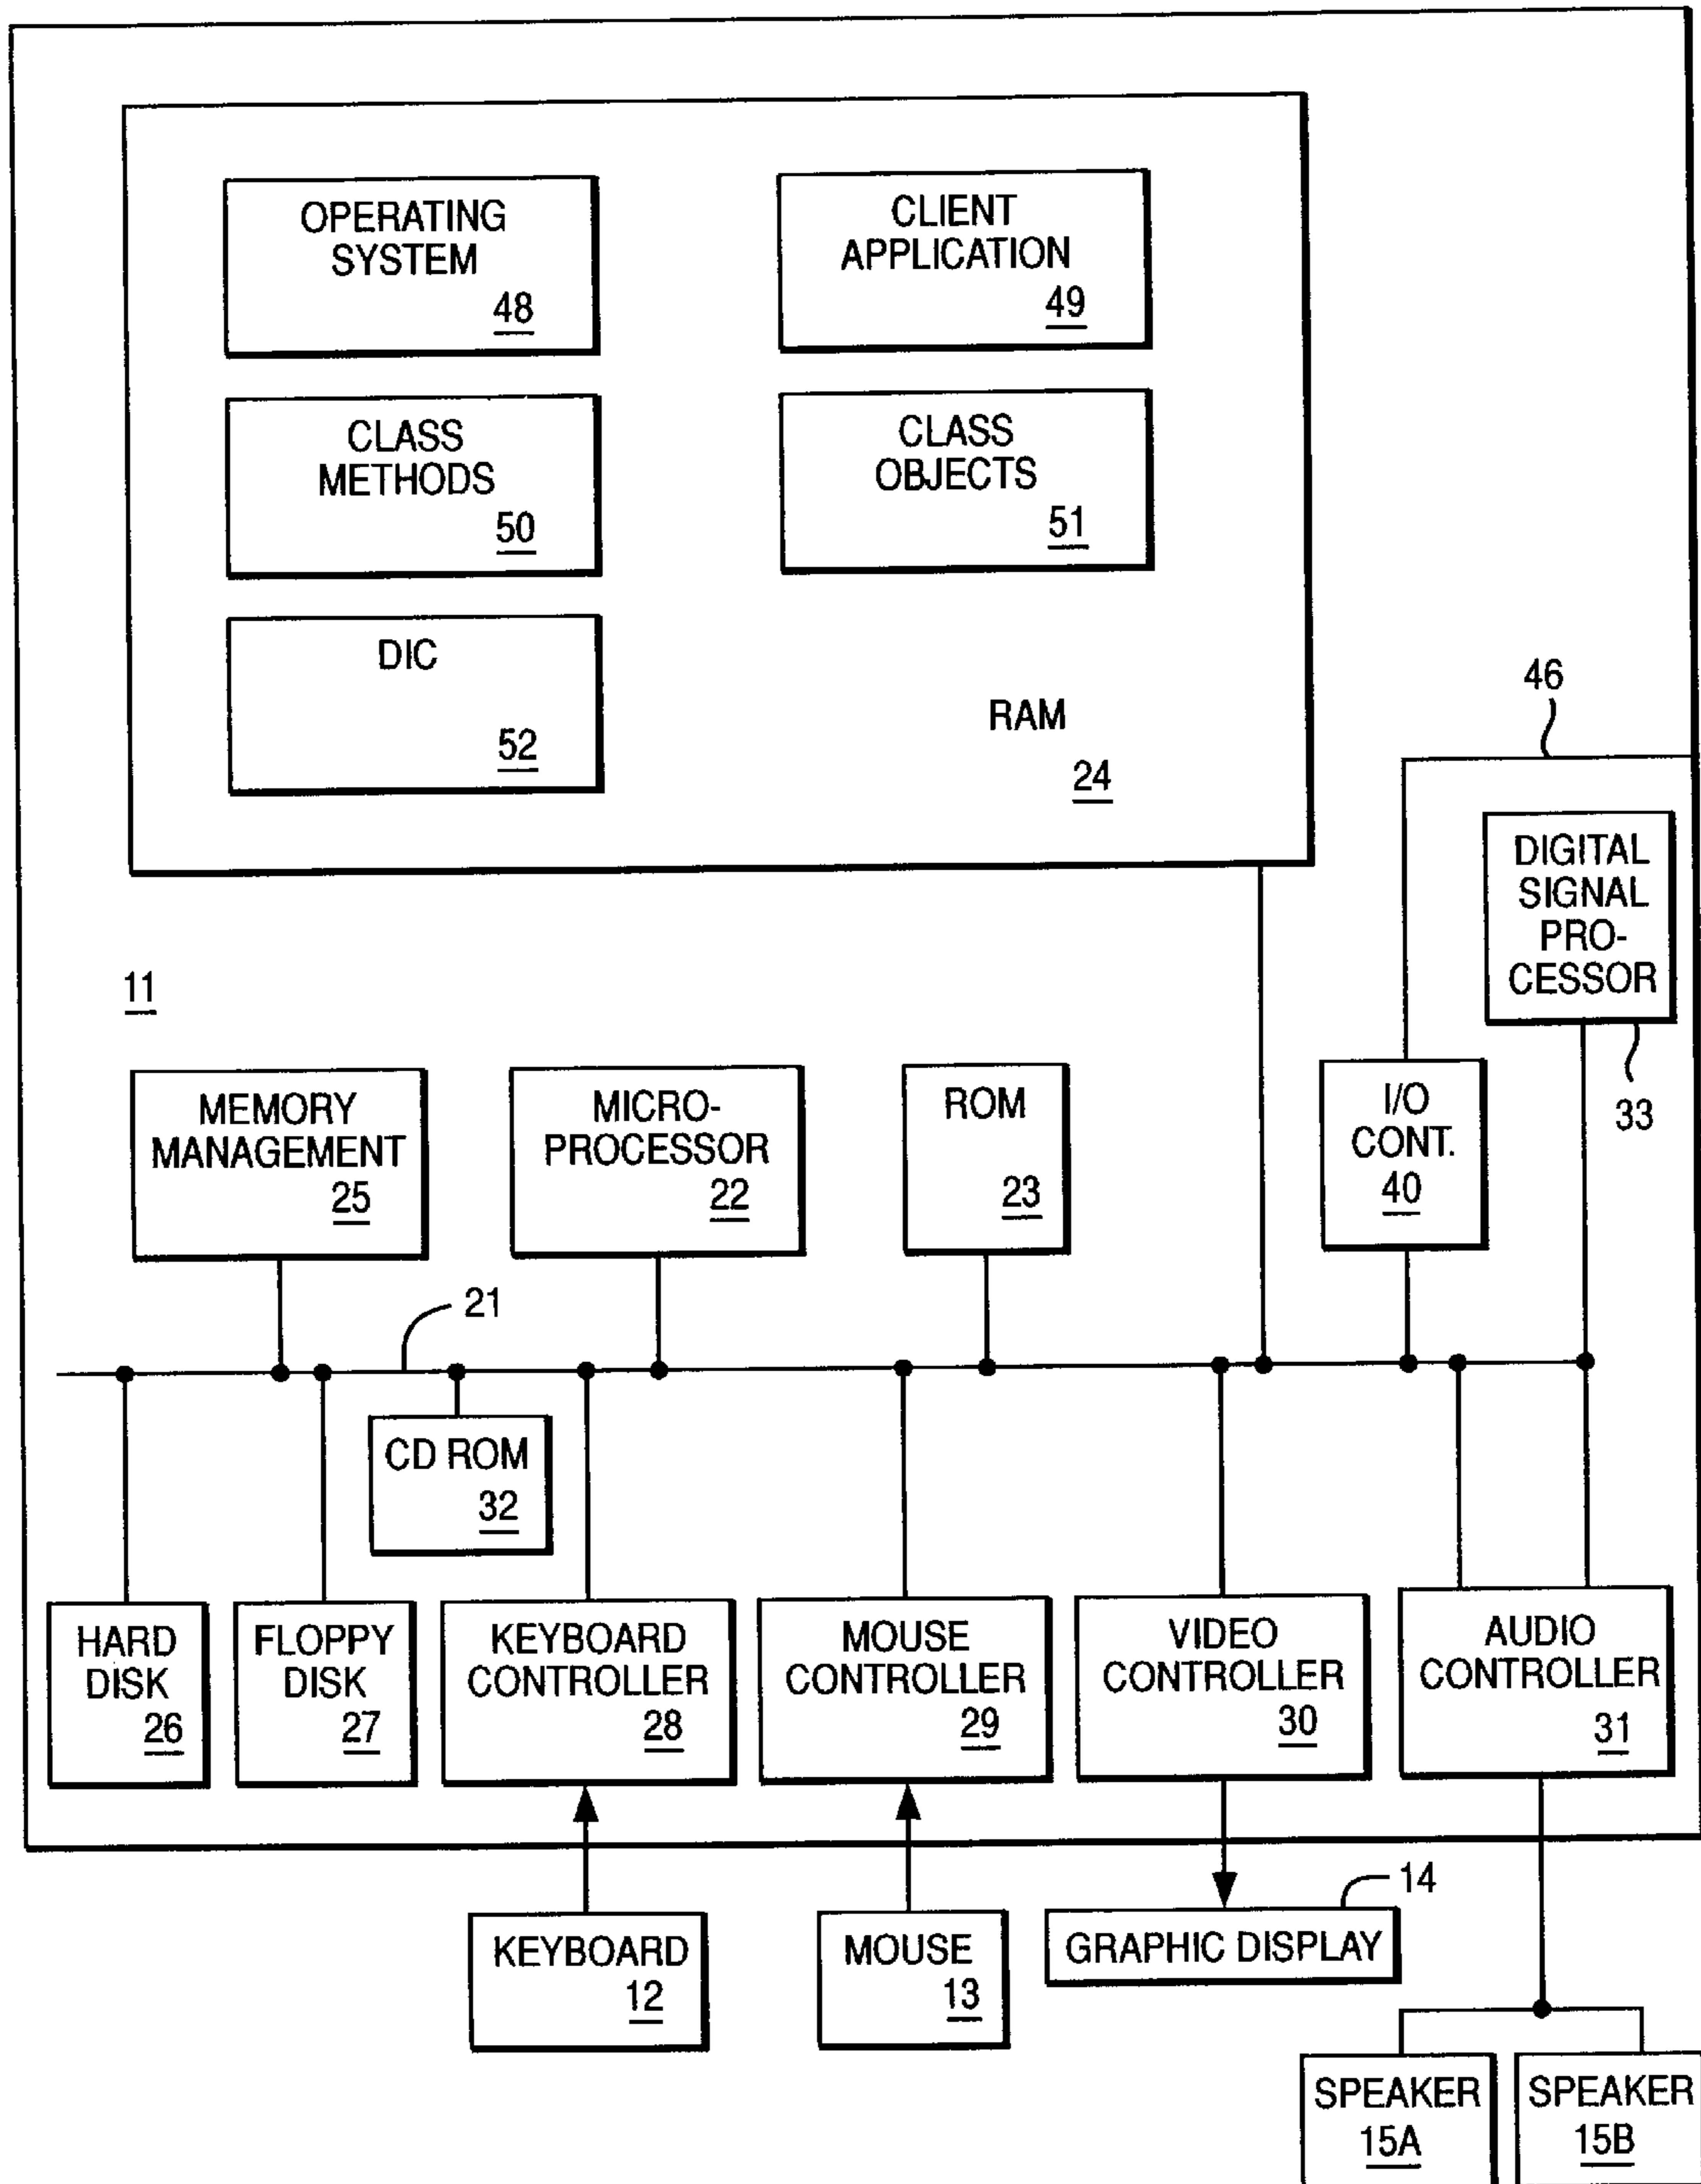 OPERATING
SYSTEM
48
CLIENT
APPLICATION
49
CLASS
METHODS
50
CLASS
OBJECTS
51
DIC
52
RAM
24
46
DIGITAL
SIGNAL
PRO-
CESSOR
33
11
MEMORY
MANAGEMENT
25
MICRO-
PROCESSOR
22
ROM
23
I/O
CONT.
40
21
CD ROM
32
HARD
DISK
26
FLOPPY
DISK
27
KEYBOARD
CONTROLLER
28
MOUSE
CONTROLLER
29
VIDEO
CONTROLLER
30
AUDIO
CONTROLLER
31
KEYBOARD
12
MOUSE
13
14
GRAPHIC DISPLAY
SPEAKER
15A
SPEAKER
15B